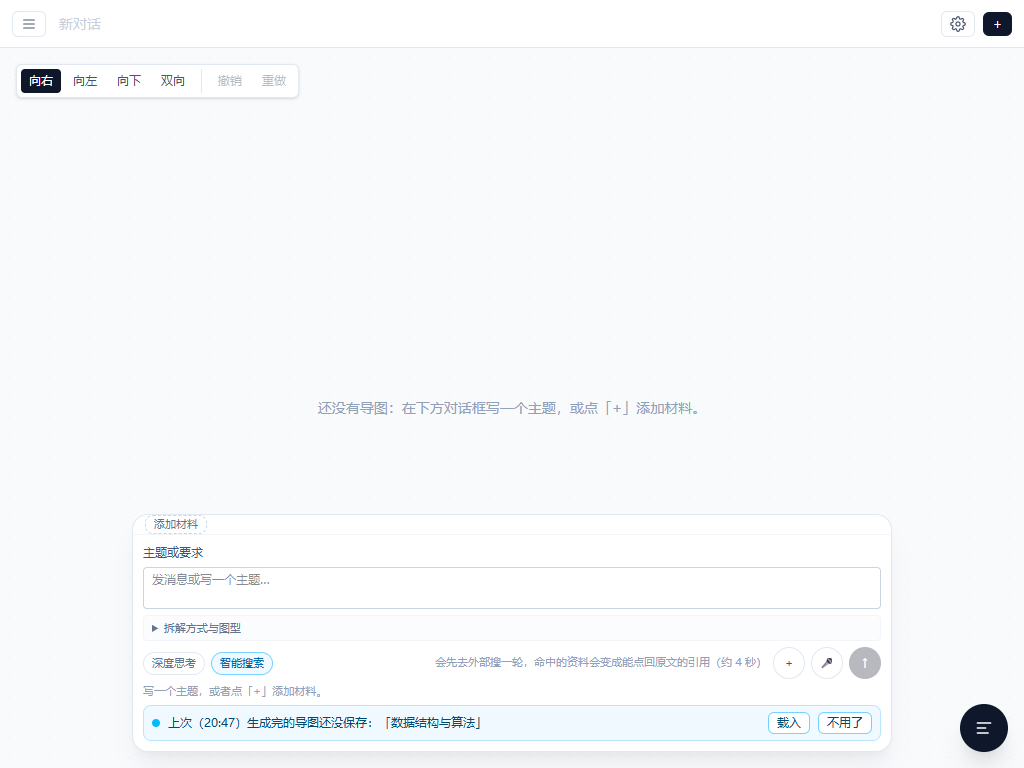 新对话
+
向右 向左 向下 双向 撤销 重做
还没有导图：在下方对话框写一个主题，或点「+」添加材料。
添加材料
主题或要求
发消息或写一个主题...
▶ 拆解方式与图型
深度思考 智能搜索 会先去外部搜一轮，命中的资料会变成能点回原文的引用（约 4 秒） + ↑
写一个主题，或者点「+」添加材料。
上次（20:47）生成完的导图还没保存：「数据结构与算法」 载入 不用了